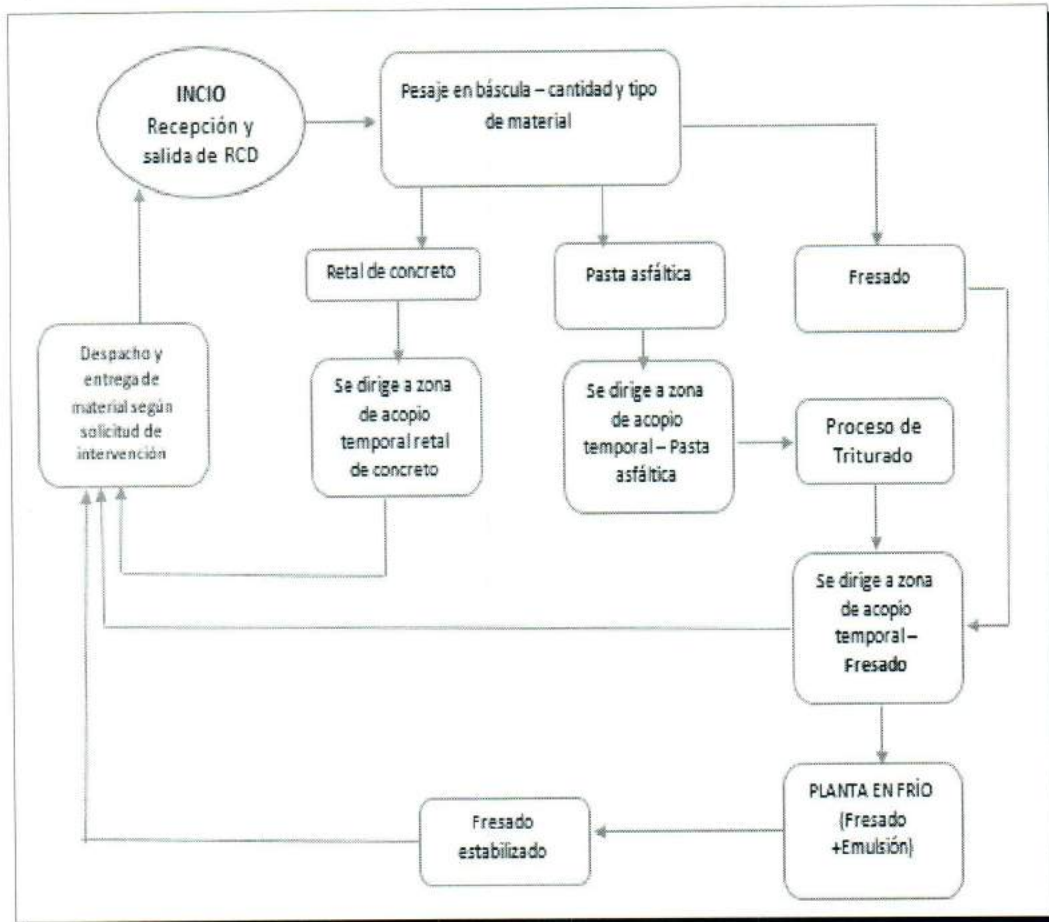 INCIO
Recepción y
salida de RCD
Pesaje en báscula – cantidad y tipo
de material
Retal de concreto
Pasta asfáltica
Fresado
Despacho y
entrega de
material según
solicitud de
intervención
Se dirige a zona
de acopio
temporal retal
de concreto
Se dirige a zona
de acopio
temporal – Pasta
asfáltica
Proceso de
Triturado
Se dirige a zona
de acopio
temporal –
Fresado
PLANTA EN FRÍO
(Fresado
+Emulsión)
Fresado
estabilizado